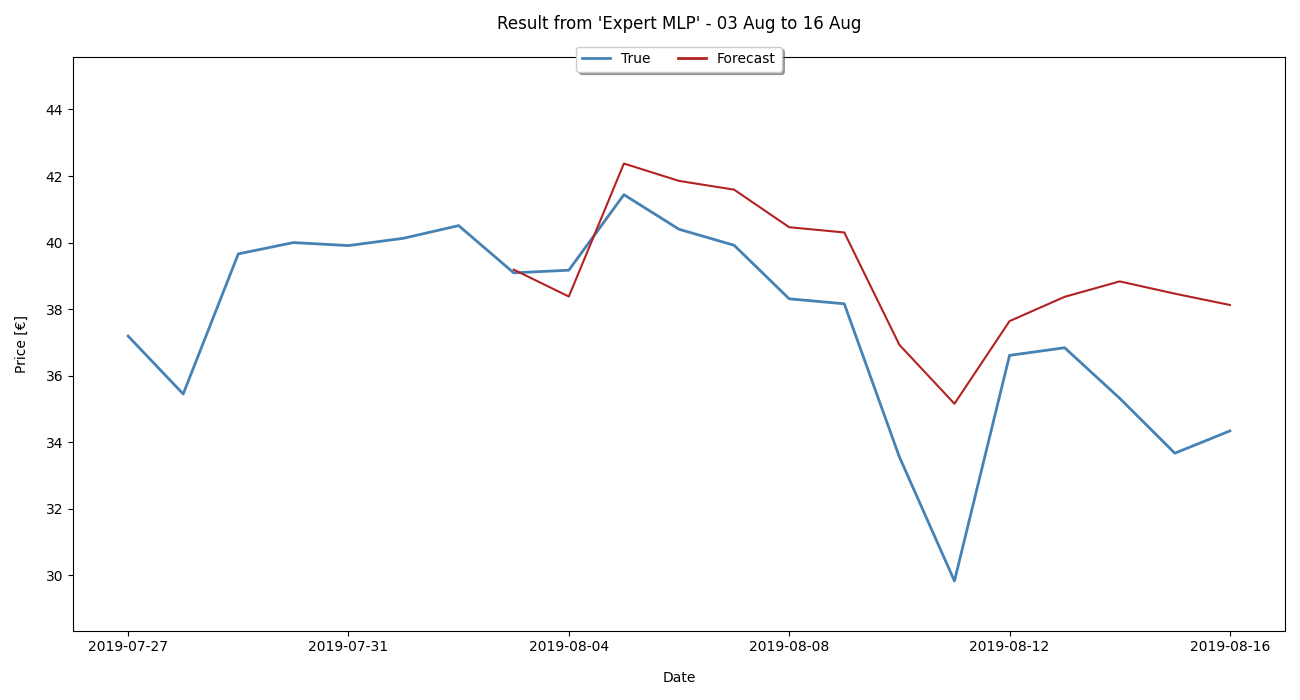 Result from 'Expert MLP' - 03 Aug to 16 Aug
True Forecast
44
42
40
38
36
34
32
30
Price [€]
2019-07-27 2019-07-31 2019-08-04 2019-08-08 2019-08-12 2019-08-16
Date